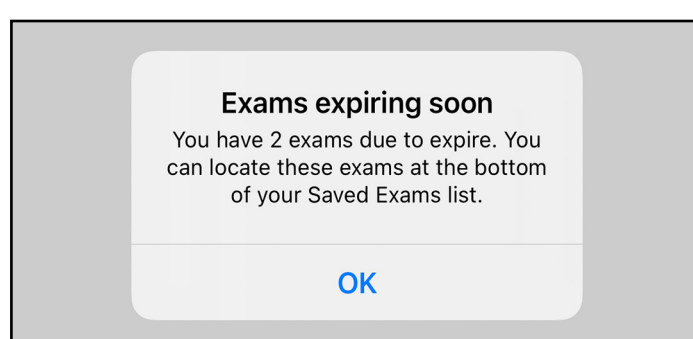 Exams expiring soon
You have 2 exams due to expire. You
can locate these exams at the bottom
of your Saved Exams list.
OK